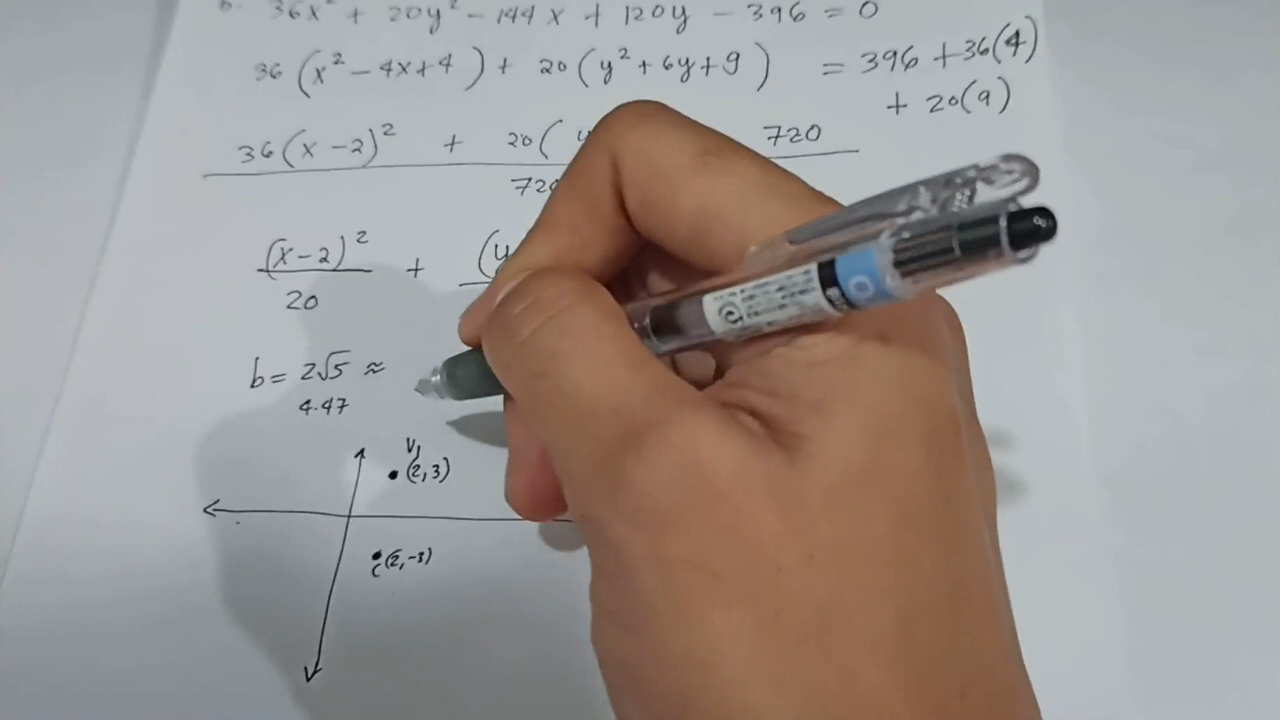 36x² + 20y² - 144x + 120y - 396 = 0
36 (x² - 4x + 4) + 20 (y² + 6y + 9) = 396 + 36(4)
+ 20(9)
36(x - 2)² + 20( 720
720
(x - 2)² + (y
20
b = 2√5 ≈
4.47
V₁
(2, 3)
C (2, -3)